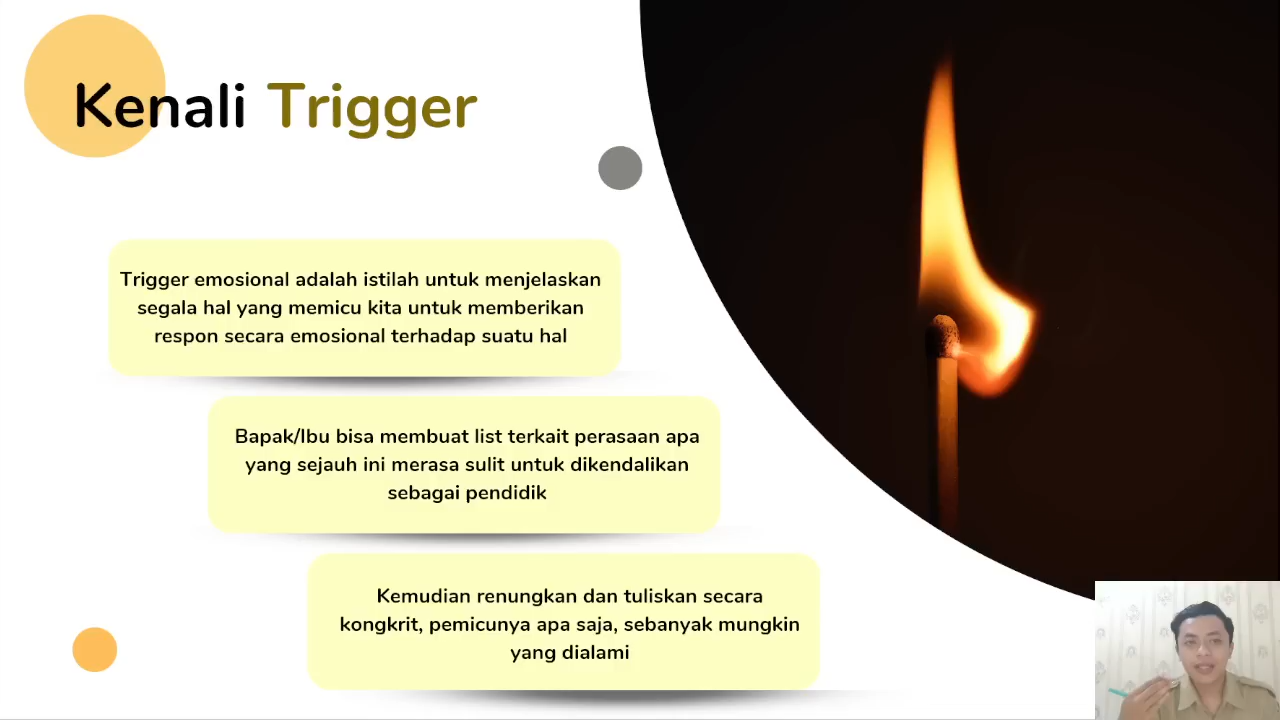 Kenali Trigger
Trigger emosional adalah istilah untuk menjelaskan
segala hal yang memicu kita untuk memberikan
respon secara emosional terhadap suatu hal
Bapak/Ibu bisa membuat list terkait perasaan apa
yang sejauh ini merasa sulit untuk dikendalikan
sebagai pendidik
Kemudian renungkan dan tuliskan secara
kongkrit, pemicunya apa saja, sebanyak mungkin
yang dialami